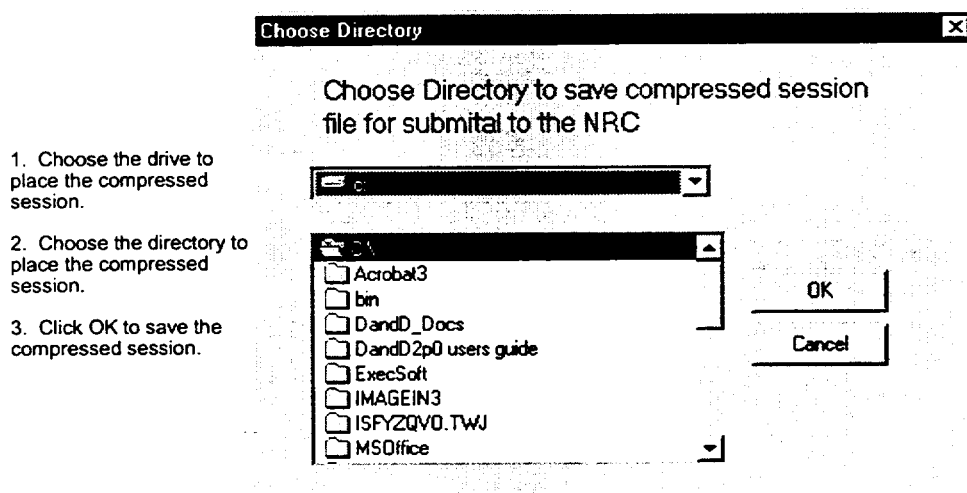 Choose Directory
Choose Directory to save compressed session
file for submital to the NRC
1. Choose the drive to
place the compressed
session.
2. Choose the directory to
place the compressed
session.
3. Click OK to save the
compressed session.
c:
Acrobat3
bin
DandD_Docs
DandD2p0 users guide
ExecSoft
IMAGEIN3
ISFYZQVO.TWJ
MSOffice
OK
Cancel